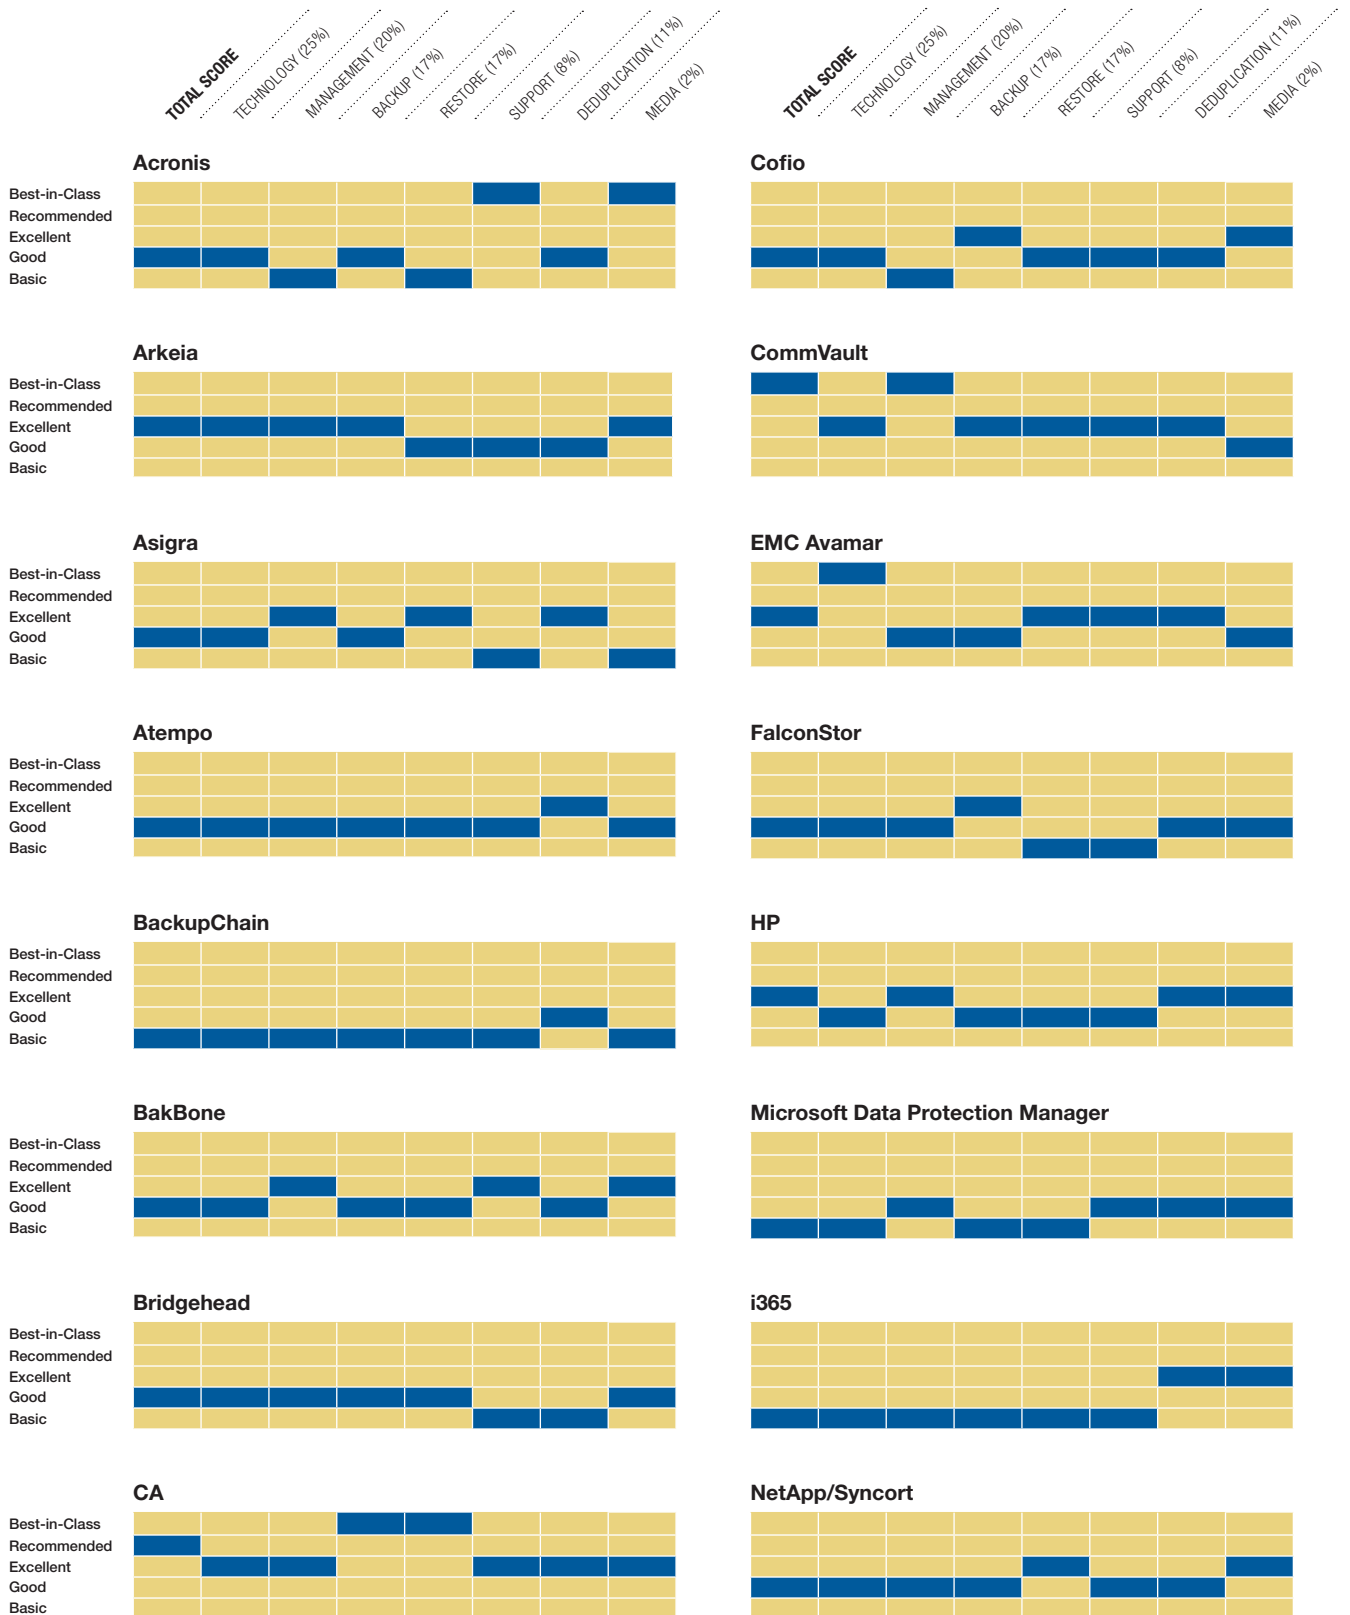 TOTAL SCORE
TECHNOLOGY (25%)
MANAGEMENT (20%)
BACKUP (17%)
RESTORE (17%)
SUPPORT (8%)
DEDUPLICATION (11%)
MEDIA (2%)
TOTAL SCORE
TECHNOLOGY (25%)
MANAGEMENT (20%)
BACKUP (17%)
RESTORE (17%)
SUPPORT (8%)
DEDUPLICATION (11%)
MEDIA (2%)
Acronis
Cofio
Best-in-Class
Recommended
Excellent
Good
Basic
Arkeia
CommVault
Best-in-Class
Recommended
Excellent
Good
Basic
Asigra
EMC Avamar
Best-in-Class
Recommended
Excellent
Good
Basic
Atempo
FalconStor
Best-in-Class
Recommended
Excellent
Good
Basic
BackupChain
HP
Best-in-Class
Recommended
Excellent
Good
Basic
BakBone
Microsoft Data Protection Manager
Best-in-Class
Recommended
Excellent
Good
Basic
Bridgehead
i365
Best-in-Class
Recommended
Excellent
Good
Basic
CA
NetApp/Syncort
Best-in-Class
Recommended
Excellent
Good
Basic